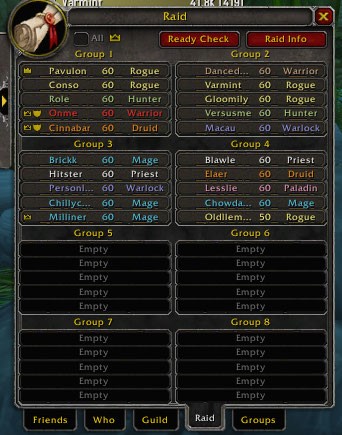 Varmint 41.8k [419]
Raid
All Ready Check Raid Info
Group 1
Pavulon 60 Rogue
Conso 60 Rogue
Role 60 Hunter
Onme 60 Warrior
Cinnabar 60 Druid
Group 2
Danced... 60 Warrior
Varmint 60 Rogue
Gloomily 60 Rogue
Versusme 60 Hunter
Macau 60 Warlock
Group 3
Brickk 60 Mage
Hitster 60 Priest
Personi... 60 Warlock
Chillyc... 60 Mage
Milliner 60 Mage
Group 4
Blawle 60 Priest
Elaer 60 Druid
Lesslie 60 Paladin
Chowda... 60 Mage
Oldllem... 50 Rogue
Group 5
Empty
Empty
Empty
Empty
Empty
Group 6
Empty
Empty
Empty
Empty
Empty
Group 7
Empty
Empty
Empty
Empty
Empty
Group 8
Empty
Empty
Empty
Empty
Empty
Friends Who Guild Raid Groups